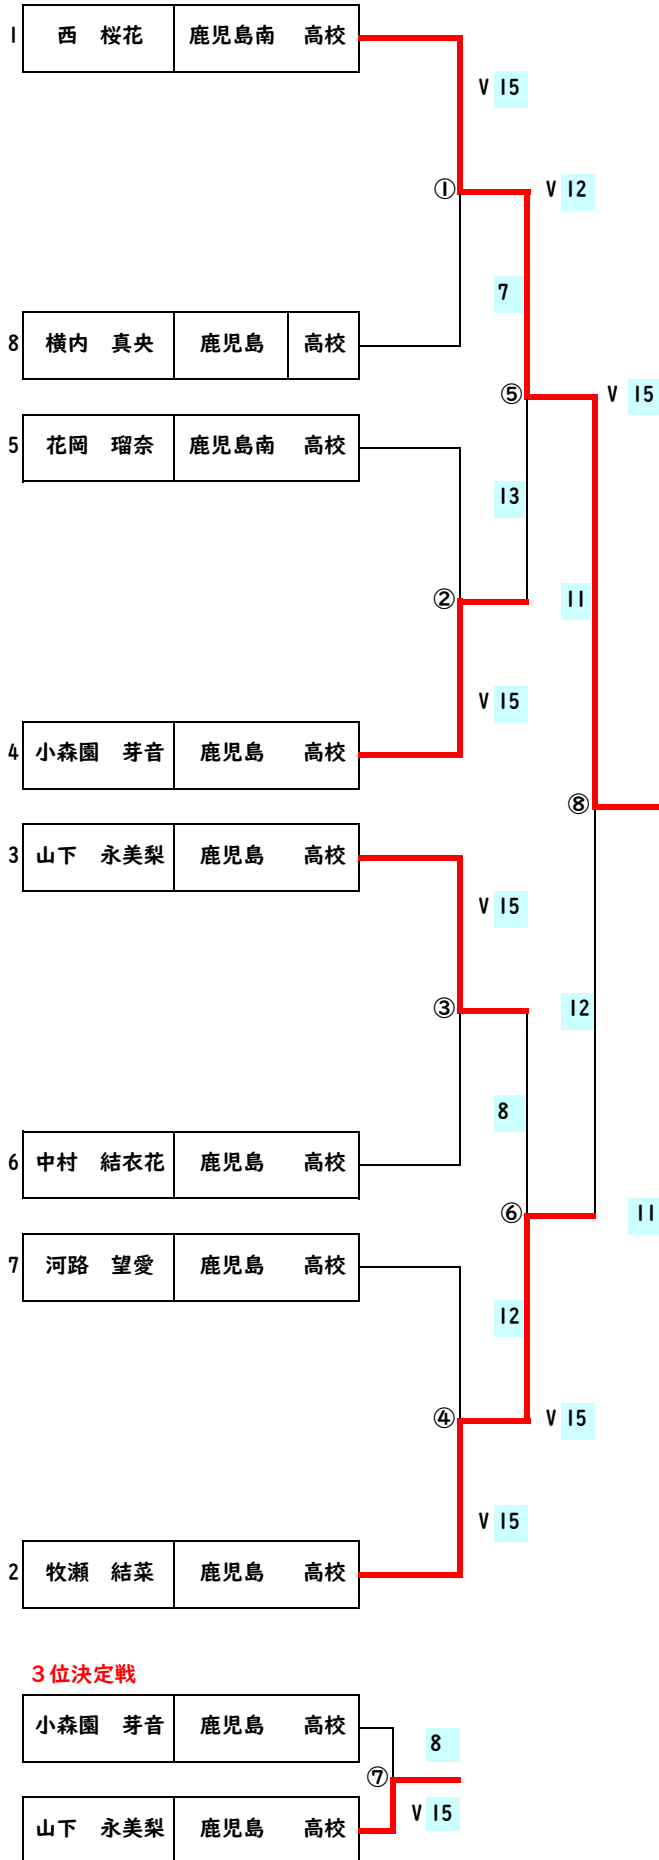 1 西 桜花 鹿児島南 高校
V 15
① V 12
7
8 横内 真央 鹿児島 高校
⑤ V 15
5 花岡 瑠奈 鹿児島南 高校
13
② 11
V 15
4 小森園 芽音 鹿児島 高校
⑧
3 山下 永美梨 鹿児島 高校
V 15
③ 12
8
6 中村 結衣花 鹿児島 高校
⑥ 11
7 河路 望愛 鹿児島 高校
12
④ V 15
V 15
2 牧瀬 結菜 鹿児島 高校
３位決定戦
小森園 芽音 鹿児島 高校
8
⑦
V 15
山下 永美梨 鹿児島 高校